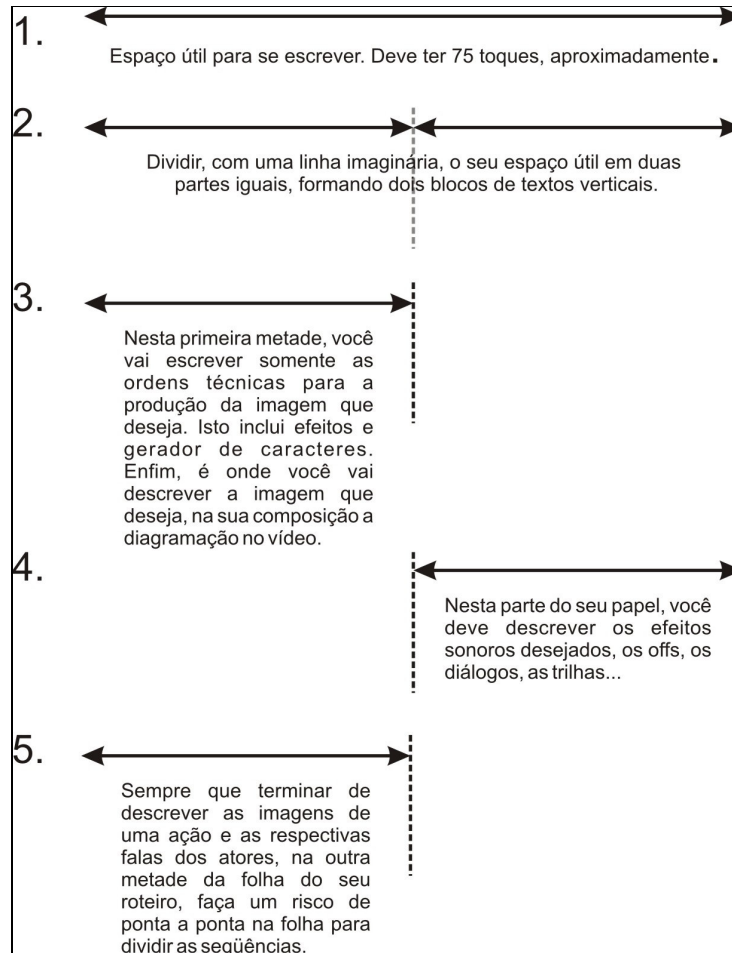 1.
Espaço útil para se escrever. Deve ter 75 toques, aproximadamente.
2.
Dividir, com uma linha imaginária, o seu espaço útil em duas
partes iguais, formando dois blocos de textos verticais.
3.
Nesta primeira metade, você
vai escrever somente as
ordens técnicas para a
produção da imagem que
deseja. Isto inclui efeitos e
gerador de caracteres.
Enfim, é onde você vai
descrever a imagem que
deseja, na sua composição a
diagramação no vídeo.
4.
Nesta parte do seu papel, você
deve descrever os efeitos
sonoros desejados, os offs, os
diálogos, as trilhas...
5.
Sempre que terminar de
descrever as imagens de
uma ação e as respectivas
falas dos atores, na outra
metade da folha do seu
roteiro, faça um risco de
ponta a ponta na folha para
dividir as seqüências.